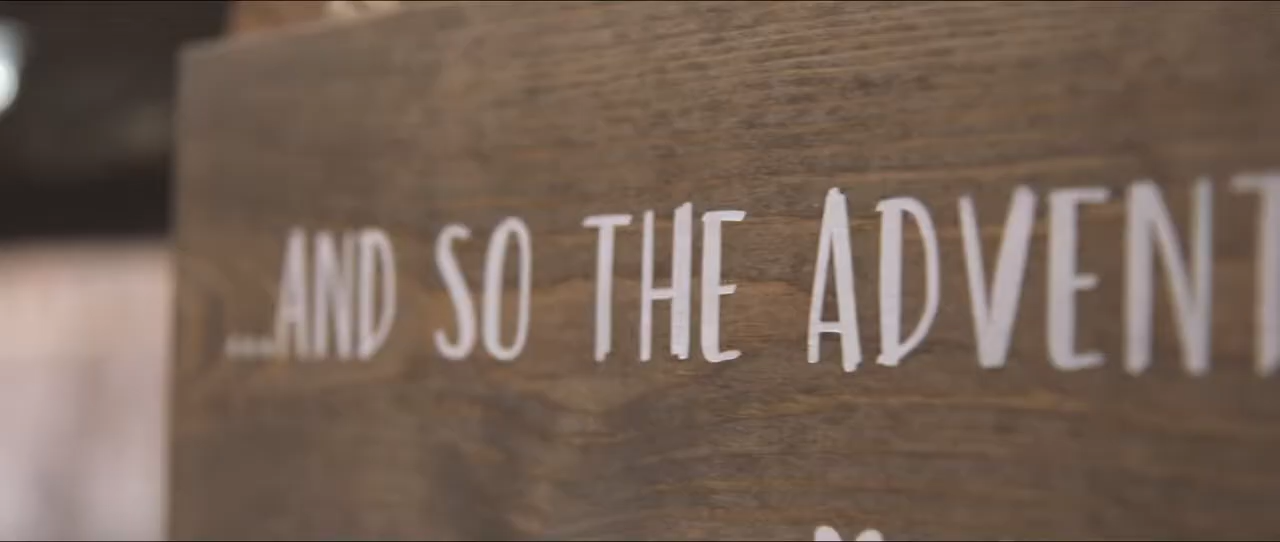 ...AND SO THE ADVENT